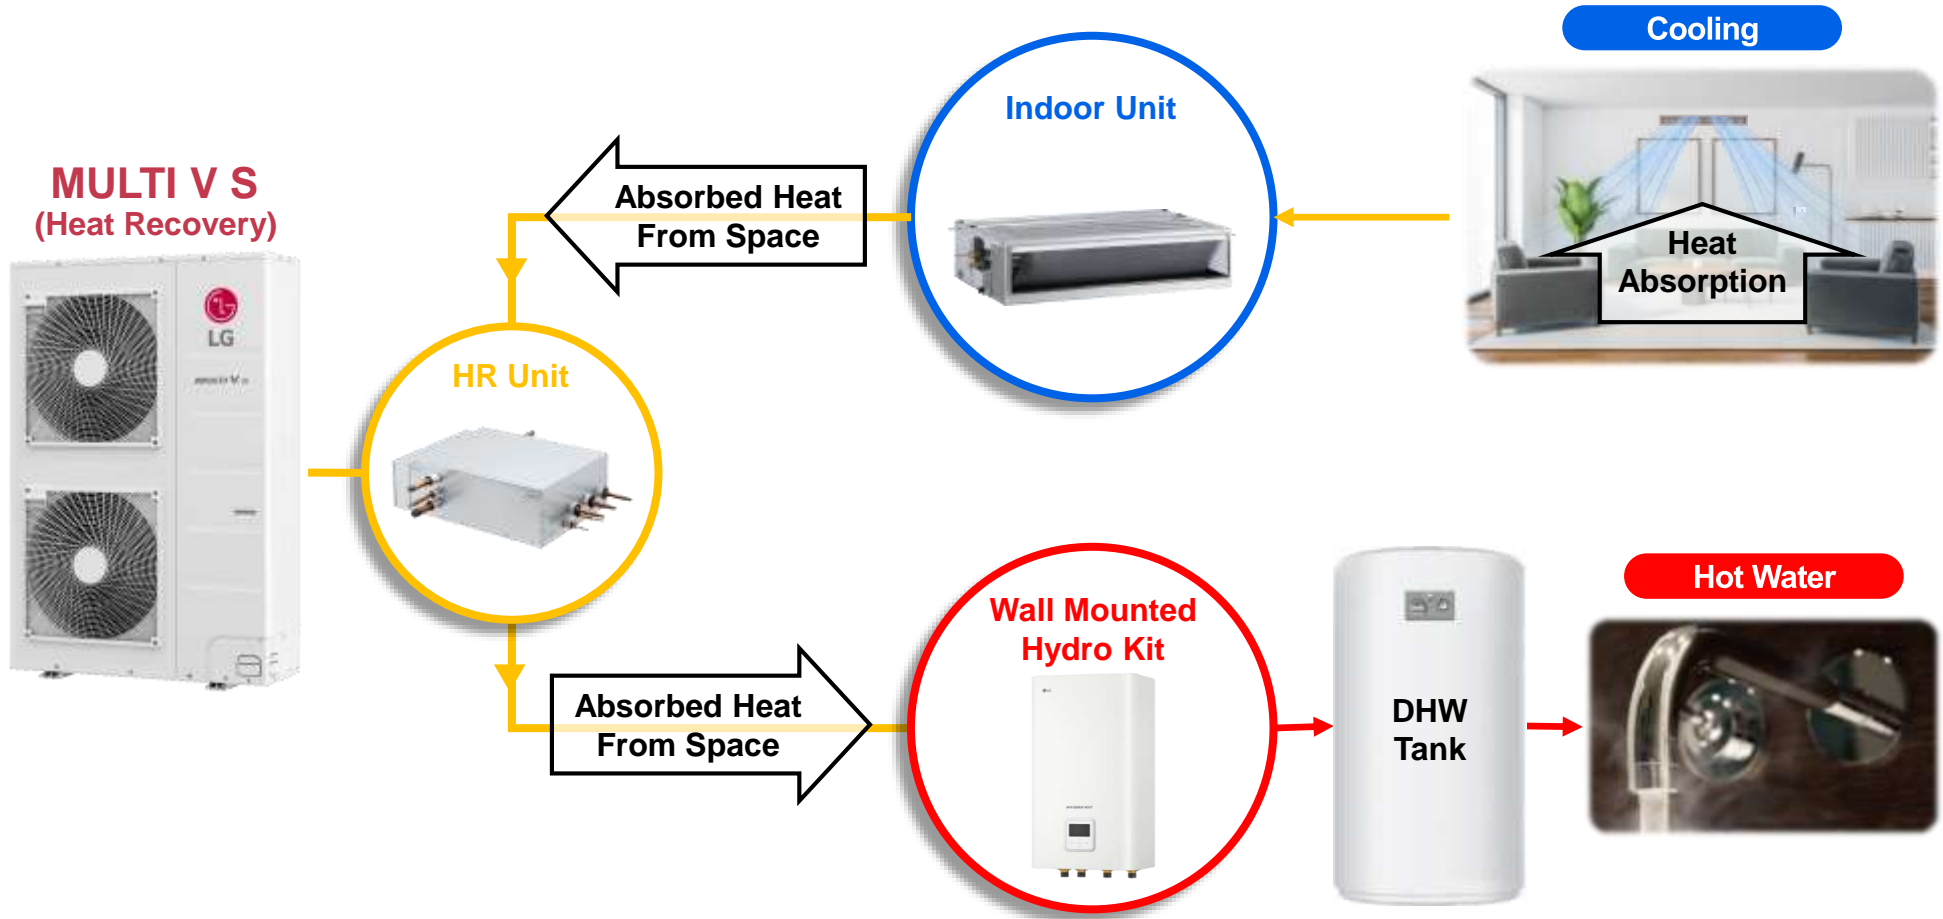 Cooling
Indoor Unit
MULTI V S
(Heat Recovery)
Absorbed Heat
From Space
Heat
Absorption
LG
HR Unit
Hot Water
Wall Mounted
Hydro Kit
Absorbed Heat
From Space
DHW
Tank